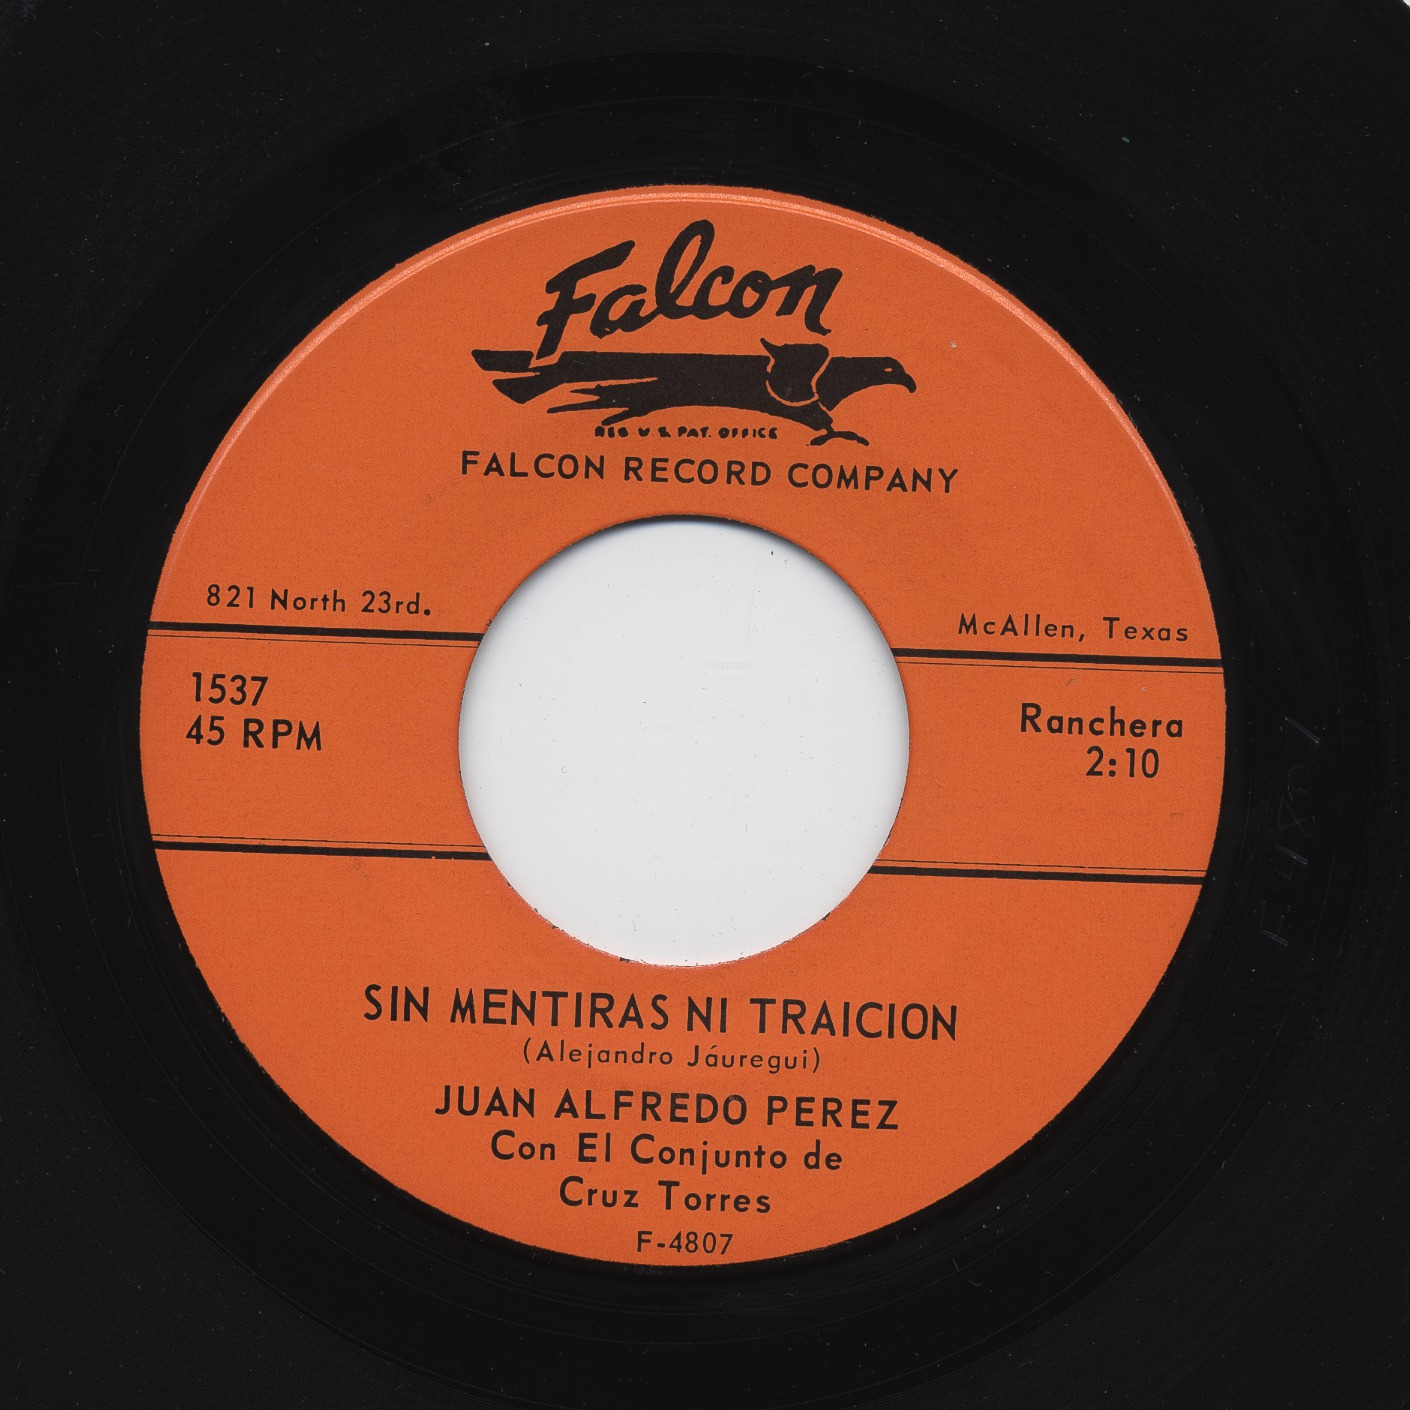 Falcon
REG U.S. PAT. OFFICE
FALCON RECORD COMPANY
821 North 23rd.
McAllen, Texas
1537
45 RPM
Ranchera
2:10
SIN MENTIRAS NI TRAICION
(Alejandro Jáuregui)
JUAN ALFREDO PEREZ
Con El Conjunto de
Cruz Torres
F-4807
F-4807